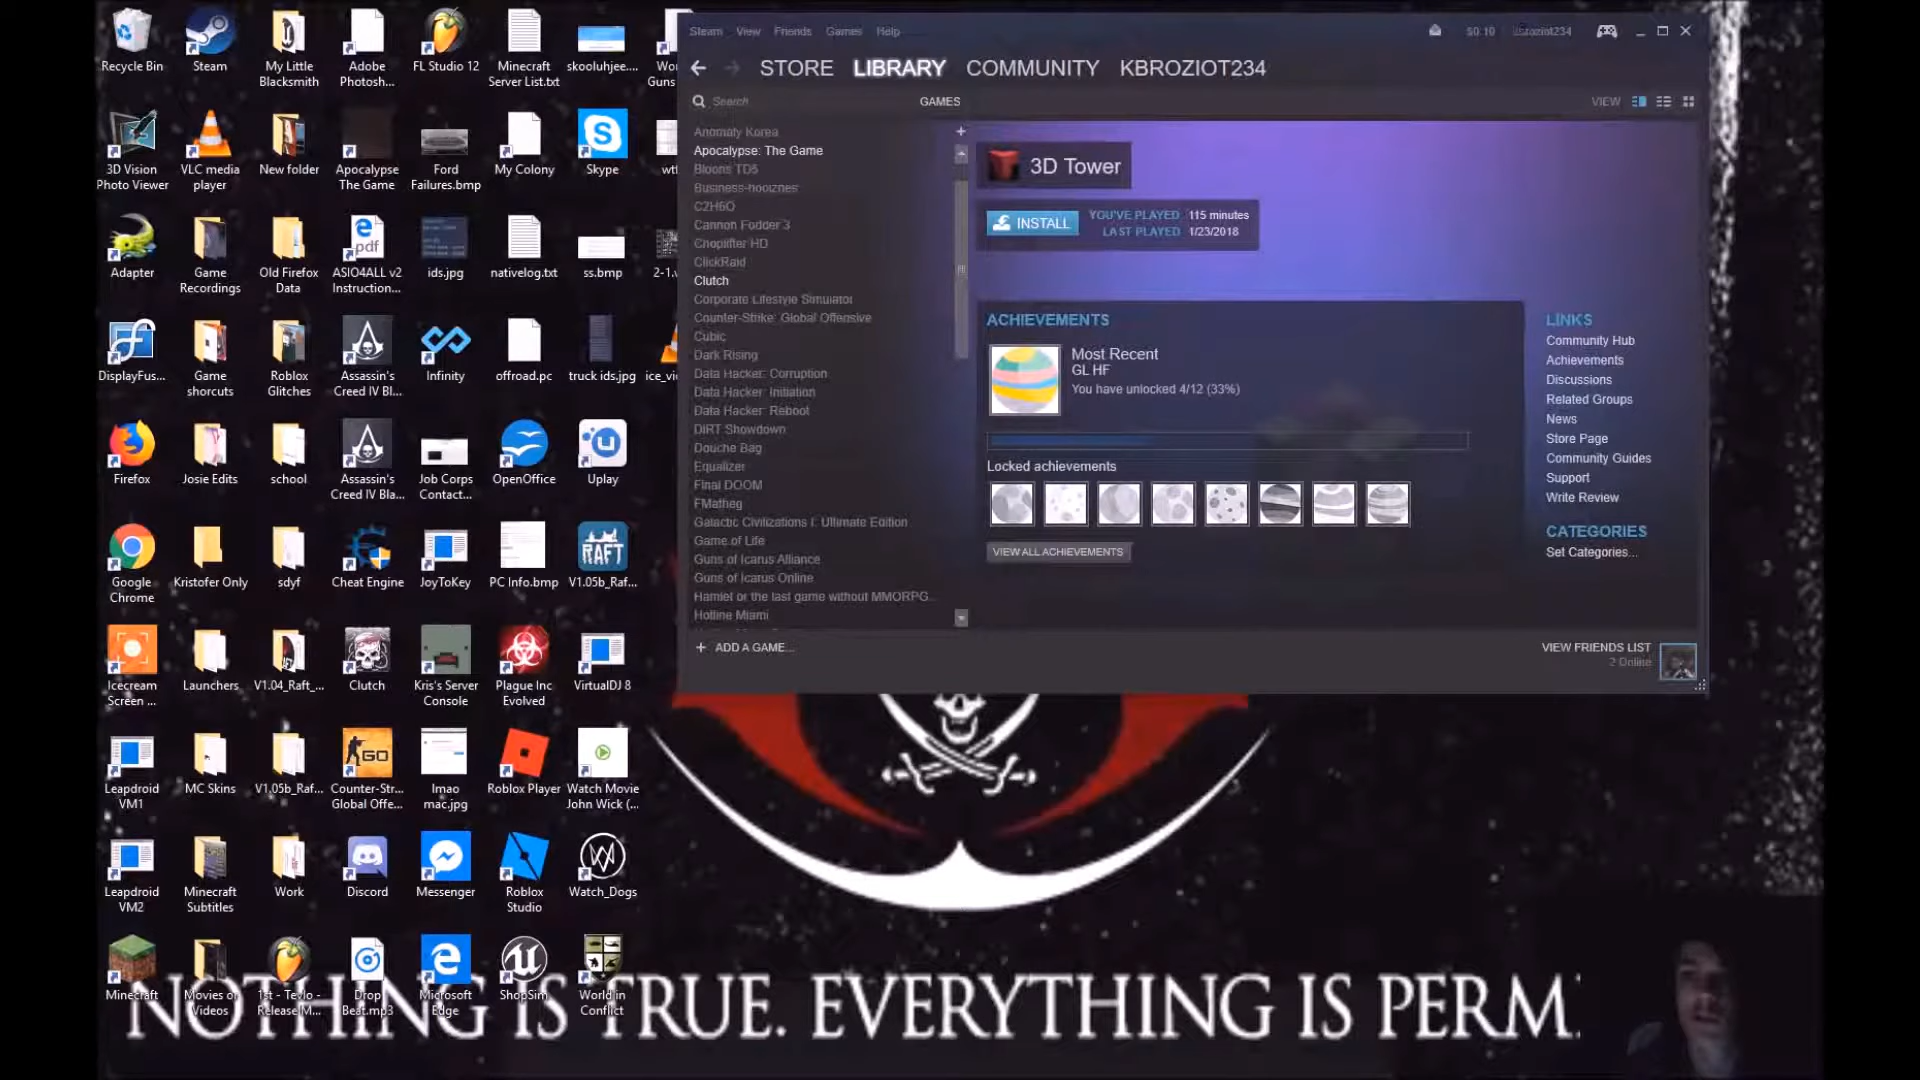 Recycle Bin
Steam
My Little
Blacksmith
Adobe
Photosh...
FL Studio 12
Minecraft
Server List.txt
skooluhjee....
3D Vision
Photo Viewer
VLC media
player
New folder
Apocalypse
The Game
Ford
Failures.bmp
My Colony
Skype
Adapter
Game
Recordings
Old Firefox
Data
ASIO4ALL v2
Instruction...
ids.jpg
nativelog.txt
ss.bmp
DisplayFus...
Game
shorcuts
Roblox
Glitches
Assassin's
Creed IV Bl...
Infinity
offroad.pc
truck ids.jpg
Firefox
Josie Edits
school
Assassin's
Creed IV Bla...
Job Corps
Contact...
OpenOffice
Uplay
Google
Chrome
Kristofer Only
sdyf
Cheat Engine
JoyToKey
PC Info.bmp
RAFT
V1.05b_Raf...
Icecream
Screen ...
Launchers
V1.04_Raft_...
Clutch
Kris's Server
Console
Plague Inc
Evolved
VirtualDJ 8
Leapdroid
VM1
MC Skins
V1.05b_Raf...
Counter-Str...
Global Offe...
lmao
mac.jpg
Roblox Player
Watch Movie
John Wick (...
Leapdroid
VM2
Minecraft
Subtitles
Work
Discord
Messenger
Roblox
Studio
Watch_Dogs
Minecraft
Movies or
Videos
1st - Tevlo -
Release M...
Drop
Beat.mp3
Microsoft
Edge
ShopSim
World in
Conflict
Steam View Friends Games Help
$0.10
STORE LIBRARY COMMUNITY KBROZIOT234
Search
GAMES
VIEW
Anomaly Korea
Apocalypse: The Game
Bloons TD5
C2H6O
Cannon Fodder 3
Choplifter HD
ClickRaid
Clutch
Corporate Lifestyle Simulator
Counter-Strike: Global Offensive
Cubic
Dark Rising
Data Hacker: Corruption
Data Hacker: Initiation
Data Hacker: Reboot
DiRT Showdown
Douche Bag
Equalizer
Final DOOM
FMatheg
Galactic Civilizations I: Ultimate Edition
Game of Life
Guns of Icarus Alliance
Guns of Icarus Online
Hamlet or the last game without MMORPG...
Hotline Miami
+ ADD A GAME...
3D Tower
INSTALL
YOU'VE PLAYED 115 minutes
LAST PLAYED 1/23/2018
ACHIEVEMENTS
Most Recent
GL HF
You have unlocked 4/12 (33%)
Locked achievements
VIEW ALL ACHIEVEMENTS
LINKS
Community Hub
Achievements
Discussions
Related Groups
News
Store Page
Community Guides
Support
Write Review
CATEGORIES
Set Categories...
VIEW FRIENDS LIST
2 Online
NOTHING IS TRUE. EVERYTHING IS PERM